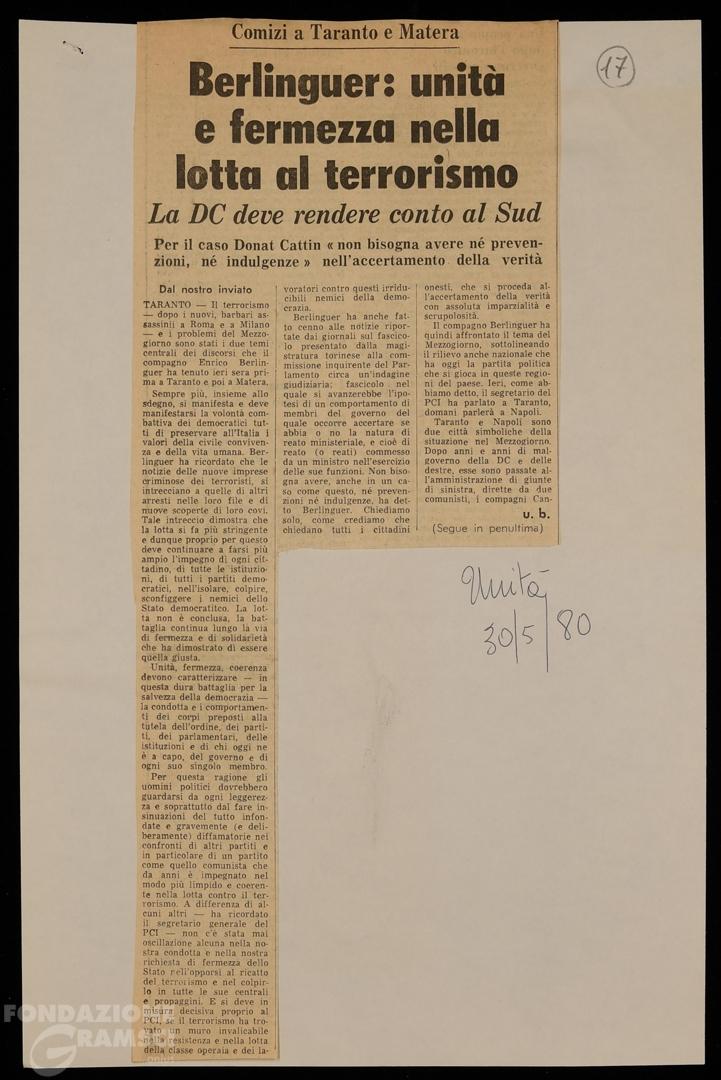 Comizi a Taranto e Matera
17
Berlinguer: unità
e fermezza nella
lotta al terrorismo
La DC deve rendere conto al Sud
Per il caso Donat Cattin « non bisogna avere né preven-
zioni, né indulgenze » nell'accertamento della verità
Dal nostro inviato
TARANTO — Il terrorismo
— dopo i nuovi, barbari as-
sassinii a Roma e a Milano
— e i problemi del Mezzo-
giorno sono stati i due temi
centrali dei discorsi che il
compagno Enrico Berlin-
guer ha tenuto ieri sera pri-
ma a Taranto e poi a Matera.
Sempre più, insieme allo
sdegno, si manifesta e deve
manifestarsi la volontà com-
battiva dei democratici tut-
ti di preservare all'Italia i
valori della civile conviven-
za e della vita umana. Ber-
linguer ha ricordato che le
notizie delle nuove imprese
criminose dei terroristi, si
intrecciano a quelle di altri
arresti nelle loro file e di
nuove scoperte di loro covi.
Tale intreccio dimostra che
la lotta si fa più stringente
e dunque proprio per questo
deve continuare a farsi più
ampio l'impegno di ogni cit-
tadino, di tutte le istituzio-
ni, di tutti i partiti demo-
cratici, nell'isolare, colpire,
sconfiggere i nemici dello
Stato democratitco. La lot-
ta non è conclusa, la bat-
taglia continua lungo la via
di fermezza e di solidarietà
che ha dimostrato di essere
quella giusta.
Unità, fermezza, coerenza
devono caratterizzare — in
questa dura battaglia per la
salvezza della democrazia —
la condotta e i comportamen-
ti dei corpi preposti alla
tutela dell'ordine, dei parti-
ti, dei parlamentari, delle
istituzioni e di chi oggi ne
è a capo, del governo e di
ogni suo singolo membro.
Per questa ragione gli
uomini politici dovrebbero
guardarsi da ogni leggerez-
za e soprattutto dal fare in-
sinuazioni del tutto infon-
date e gravemente (e deli-
beramente) diffamatorie nei
confronti di altri partiti e
in particolare di un partito
come quello comunista che
da anni è impegnato nel
modo più limpido e coeren-
te nella lotta contro il ter-
rorismo. A differenza di al-
cuni altri — ha ricordato
il segretario generale del
PCI — non c'è stata mai
oscillazione alcuna nella no-
stra condotta e nella nostra
richiesta di fermezza dello
Stato nell'opporsi al ricatto
del terrorismo e nel colpir-
lo in tutte le sue centrali
e propaggini. E si deve in
misura decisiva proprio al
PCI se il terrorismo ha tro-
vato un muro invalicabile
nella resistenza e nella lotta
della classe operaia e dei la-
voratori contro questi irridu-
cibili nemici della demo-
crazia.
Berlinguer ha anche fat-
to cenno alle notizie ripor-
tate dai giornali sul fascico-
lo presentato dalla magi-
stratura torinese alla com-
missione inquirente del Par-
lamento circa un'indagine
giudiziaria; fascicolo nel
quale si avanzerebbe l'ipo-
tesi di un comportamento di
membri del governo del
quale occorre accertare se
abbia o no la natura di
reato ministeriale, e cioè di
reato (o reati) commesso
da un ministro nell'esercizio
delle sue funzioni. Non biso-
gna avere, anche in un ca-
so come questo, né preven-
zioni né indulgenze, ha det-
to Berlinguer. Chiediamo
solo, come crediamo che
chiedano tutti i cittadini
onesti, che si proceda al-
l'accertamento della verità
con assoluta imparzialità e
scrupolosità.
Il compagno Berlinguer ha
quindi affrontato il tema del
Mezzogiorno, sottolineando
il rilievo anche nazionale che
ha oggi la partita politica
che si gioca in queste regio-
ni del paese. Ieri, come ab-
biamo detto, il segretario del
PCI ha parlato a Taranto,
domani parlerà a Napoli.
Taranto e Napoli sono
due città simboliche della
situazione nel Mezzogiorno.
Dopo anni e anni di mal-
governo della DC e delle
destre, esse sono passate al-
l'amministrazione di giunte
di sinistra, dirette da due
comunisti, i compagni Can-
u. b.
(Segue in penultima)
Unità
30/5/80
FONDAZIONE
GRAMSCI
onlus